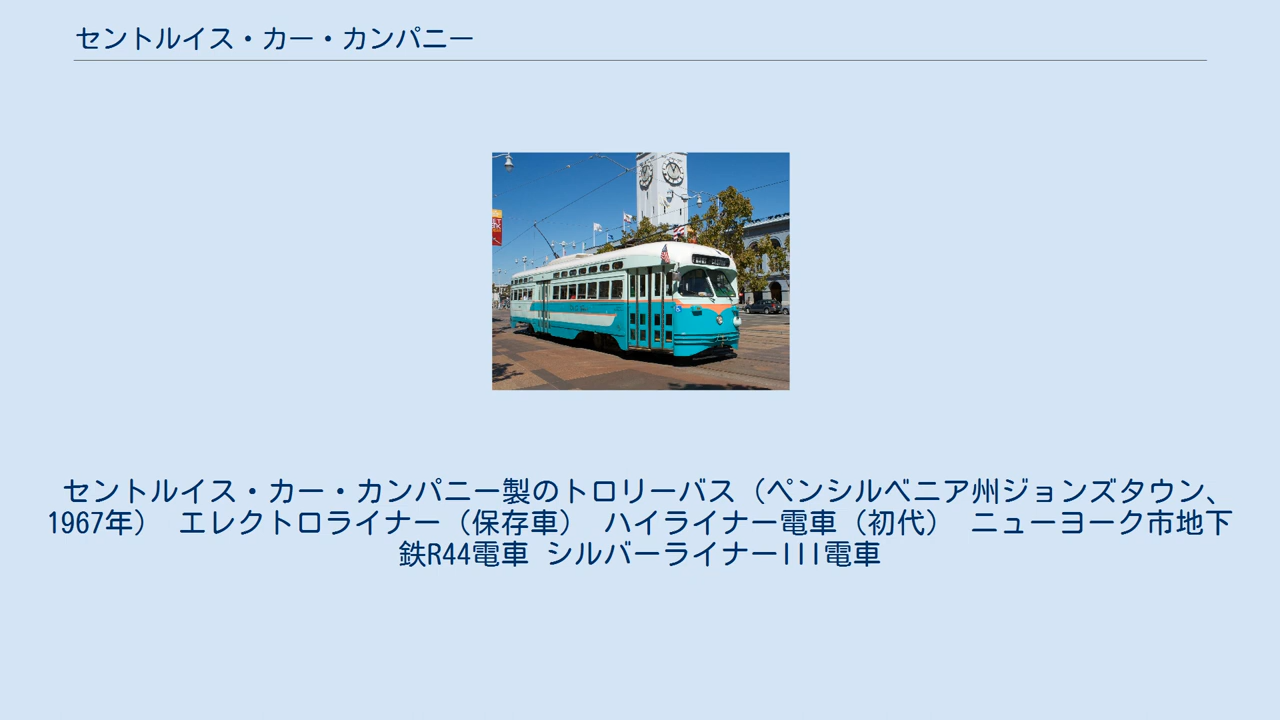 セントルイス・カー・カンパニー
セントルイス・カー・カンパニー製のトロリーバス（ペンシルベニア州ジョンズタウン、
1967年） エレクトロライナー（保存車） ハイライナー電車（初代） ニューヨーク市地下
鉄R44電車 シルバーライナーIII電車